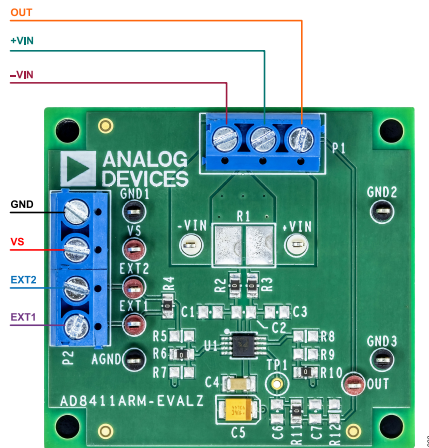 OUT
+VIN
–VIN
P1
ANALOG
DEVICES
GND1
GND2
GND
VS
VS
-VIN
R1
+VIN
EXT2
EXT2
R4
R2
R3
EXT1
EXT1
C1
C3
C2
P2
R5
U1
R8
GND3
AGND
R6
R9
R7
TP1
R10
C4
OUT
AD8411ARM-EVALZ
C5
C6
R11
C7
R12